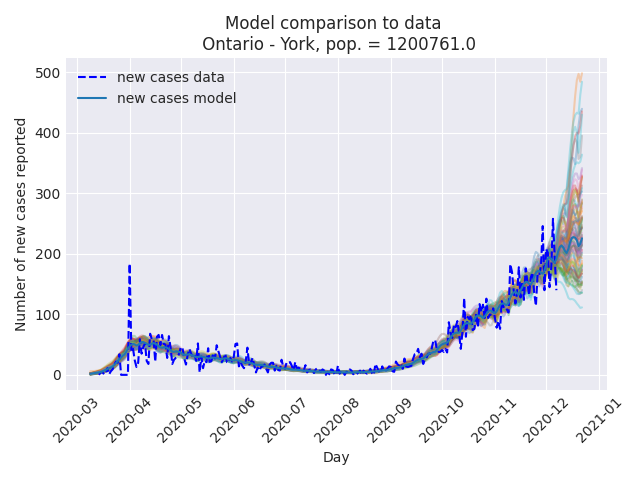 Model comparison to data
Ontario - York, pop. = 1200761.0
new cases data
new cases model
Number of new cases reported
500
400
300
200
100
0
2020-03
2020-04
2020-05
2020-06
2020-07
2020-08
2020-09
2020-10
2020-11
2020-12
2021-01
Day